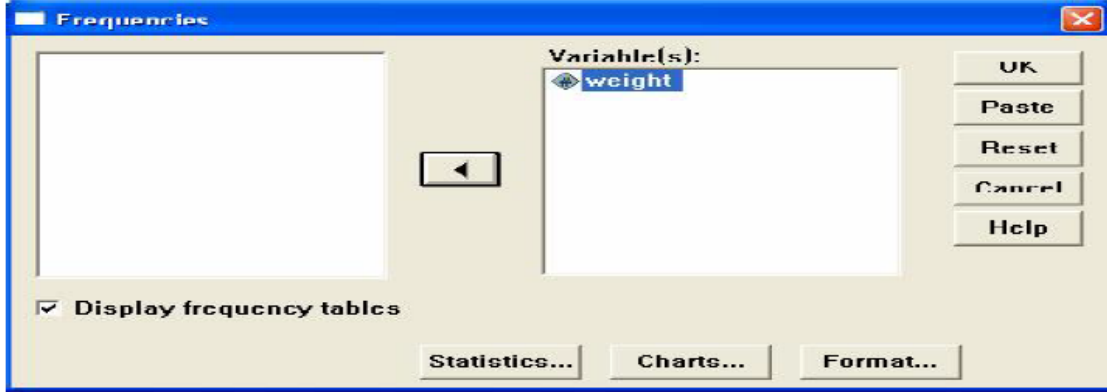 Frequencies
Variable(s):
weight
OK
Paste
Reset
Cancel
Help
Display frequency tables
Statistics...
Charts...
Format...